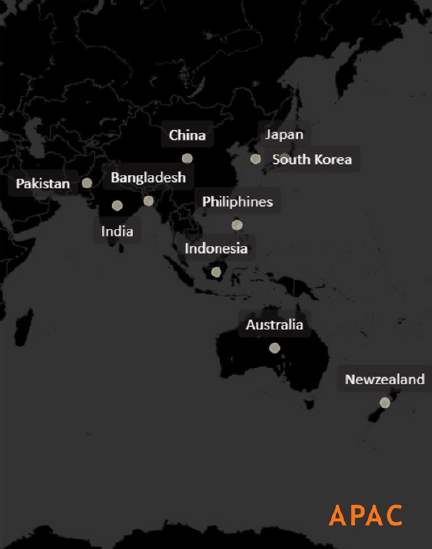 China
Japan
South Korea
Pakistan
Bangladesh
Philiphines
India
Indonesia
Australia
Newzealand
APAC